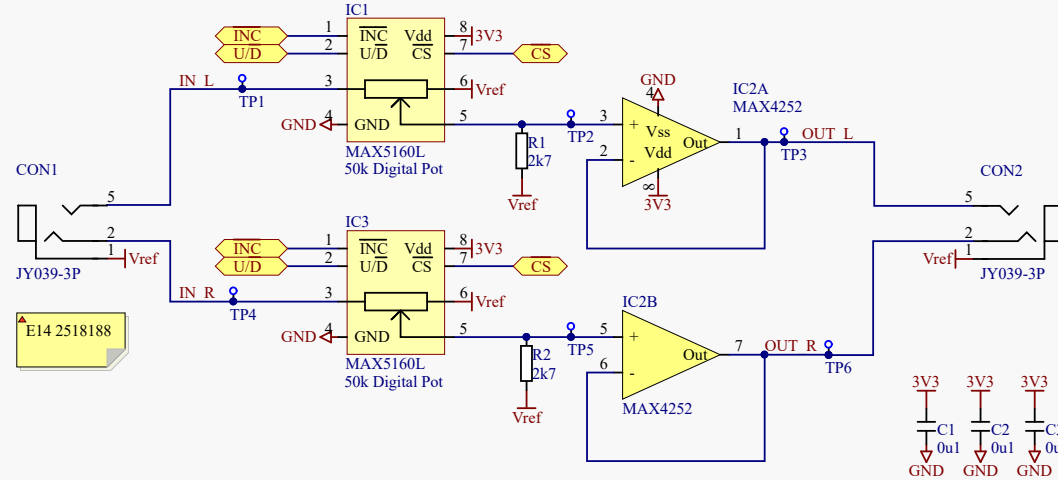 IC1
INC
U/D
1
2
INC
U/D
Vdd
CS
8
7
3V3
CS
IN L
TP1
3
6
Vref
GND
4
GND
5
MAX5160L
50k Digital Pot
R1
2k7
Vref
TP2
3
2
+
-
GND
4
Vss
Vdd
Out
8
3V3
IC2A
MAX4252
1
TP3
OUT L
CON1
5
2
1
Vref
JY039-3P
CON2
5
2
1
Vref
JY039-3P
IC3
INC
U/D
1
2
INC
U/D
Vdd
CS
8
7
3V3
CS
IN R
TP4
3
6
Vref
GND
4
GND
5
MAX5160L
50k Digital Pot
R2
2k7
Vref
TP5
5
6
+
-
Out
IC2B
MAX4252
7
OUT R
TP6
E14 2518188
3V3
C1
0u1
GND
3V3
C2
0u1
GND
3V3
GND